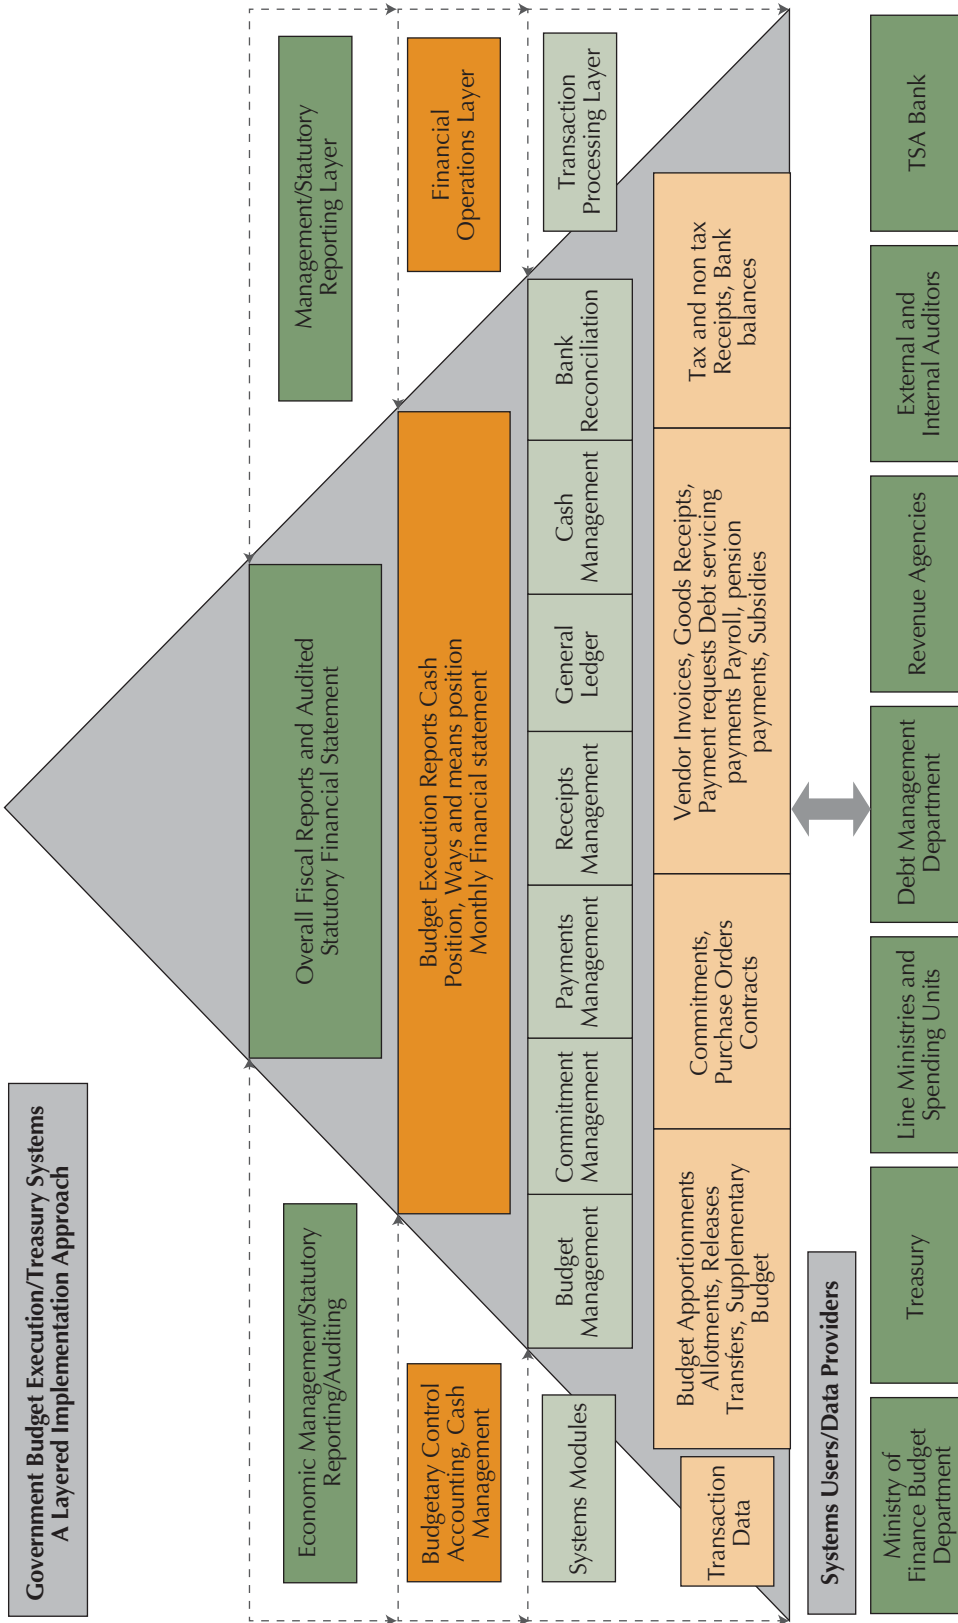 Government Budget Execution/Treasury Systems
A Layered Implementation Approach
Economic Management/Statutory
Reporting/Auditing
Overall Fiscal Reports and Audited
Statutory Financial Statement
Management/Statutory
Reporting Layer
Budgetary Control
Accounting, Cash
Management
Budget Execution Reports Cash
Position, Ways and means position
Monthly Financial statement
Financial
Operations Layer
Systems Modules
Budget
Management
Commitment
Management
Payments
Management
Receipts
Management
General
Ledger
Cash
Management
Bank
Reconciliation
Transaction
Processing Layer
Transaction
Data
Budget Apportionments
Allotments, Releases
Transfers, Supplementary
Budget
Commitments,
Purchase Orders
Contracts
Vendor Invoices, Goods Receipts,
Payment requests Debt servicing
payments Payroll, pension
payments, Subsidies
Tax and non tax
Receipts, Bank
balances
Systems Users/Data Providers
Ministry of
Finance Budget
Department
Treasury
Line Ministries and
Spending Units
Debt Management
Department
Revenue Agencies
External and
Internal Auditors
TSA Bank